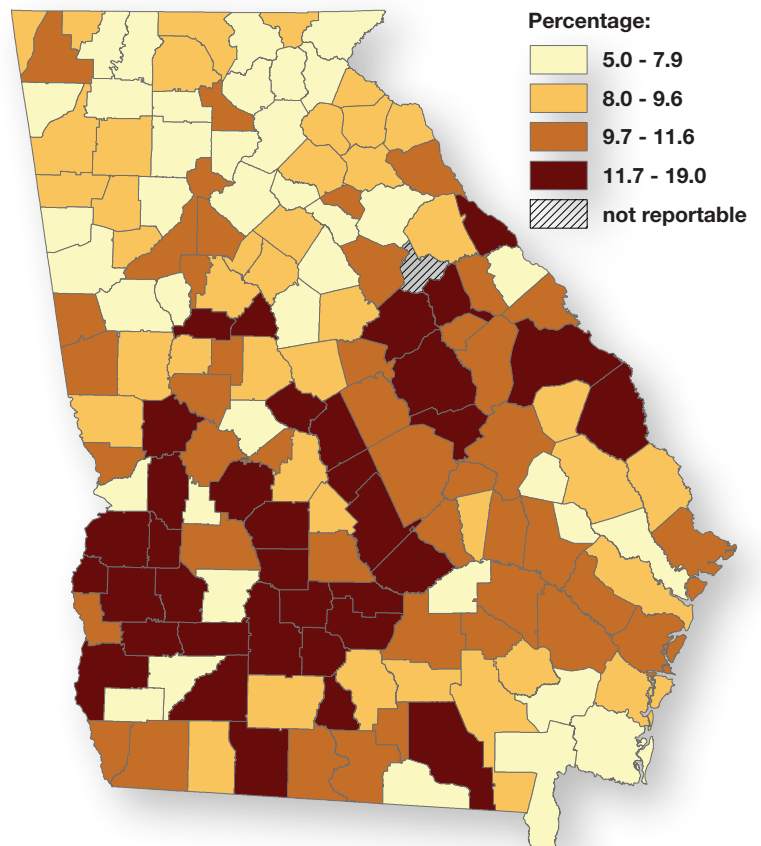 Percentage:
5.0 - 7.9
8.0 - 9.6
9.7 - 11.6
11.7 - 19.0
not reportable